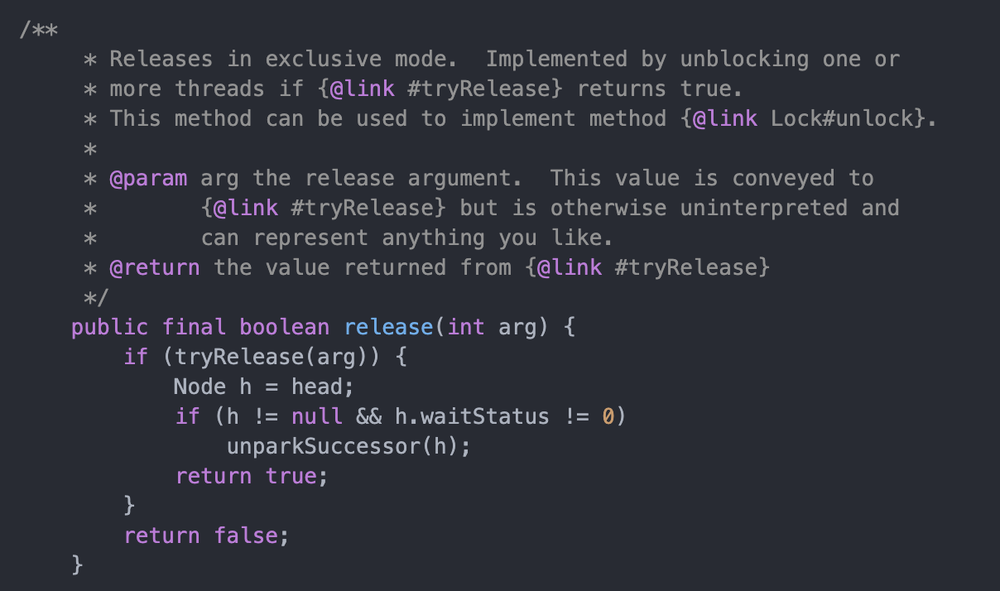 /**
     * Releases in exclusive mode.  Implemented by unblocking one or
     * more threads if {@link #tryRelease} returns true.
     * This method can be used to implement method {@link Lock#unlock}.
     *
     * @param arg the release argument.  This value is conveyed to
     *        {@link #tryRelease} but is otherwise uninterpreted and
     *        can represent anything you like.
     * @return the value returned from {@link #tryRelease}
     */
    public final boolean release(int arg) {
        if (tryRelease(arg)) {
            Node h = head;
            if (h != null && h.waitStatus != 0)
                unparkSuccessor(h);
            return true;
        }
        return false;
    }